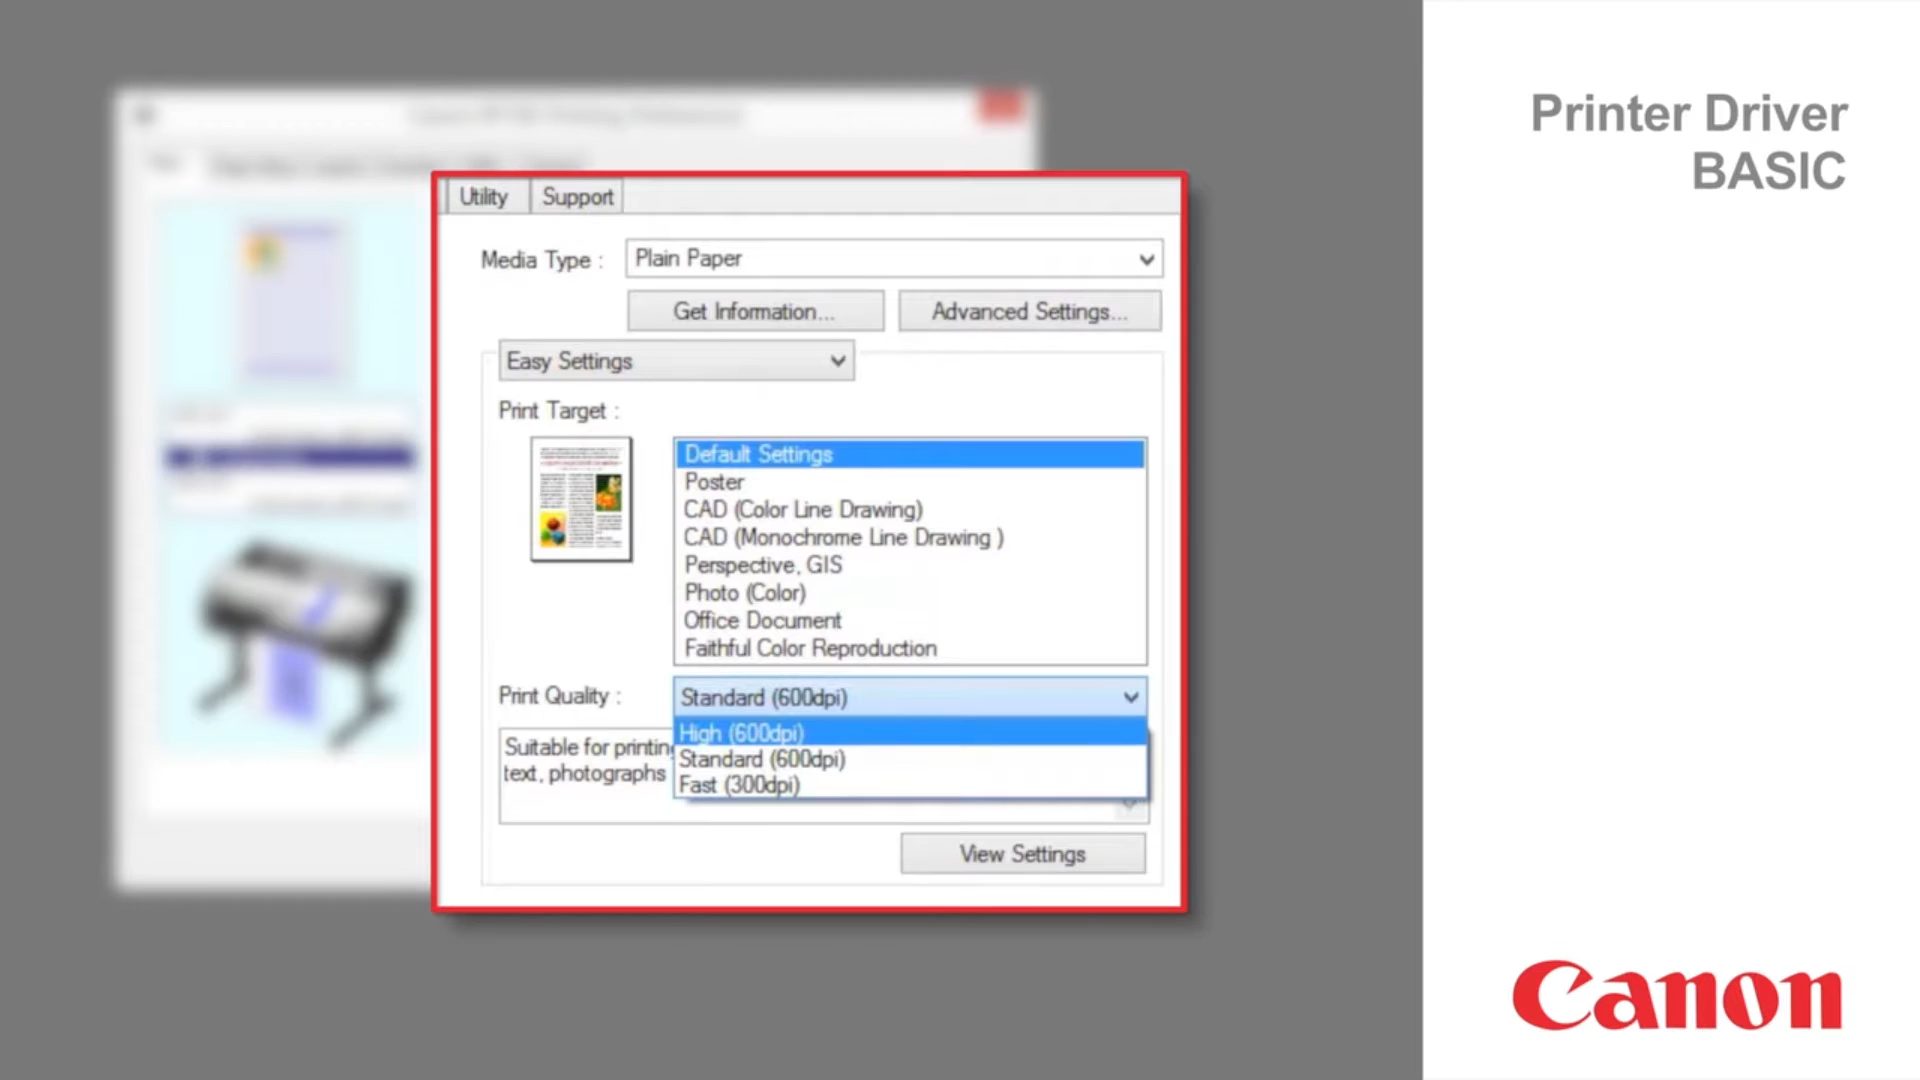 Printer Driver
BASIC
Utility
Support
Media Type :
Plain Paper
Get Information...
Advanced Settings...
Easy Settings
Print Target :
Default Settings
Poster
CAD (Color Line Drawing)
CAD (Monochrome Line Drawing )
Perspective, GIS
Photo (Color)
Office Document
Faithful Color Reproduction
Print Quality :
Standard (600dpi)
High (600dpi)
Standard (600dpi)
Fast (300dpi)
Suitable for printing
text, photographs
View Settings
Canon